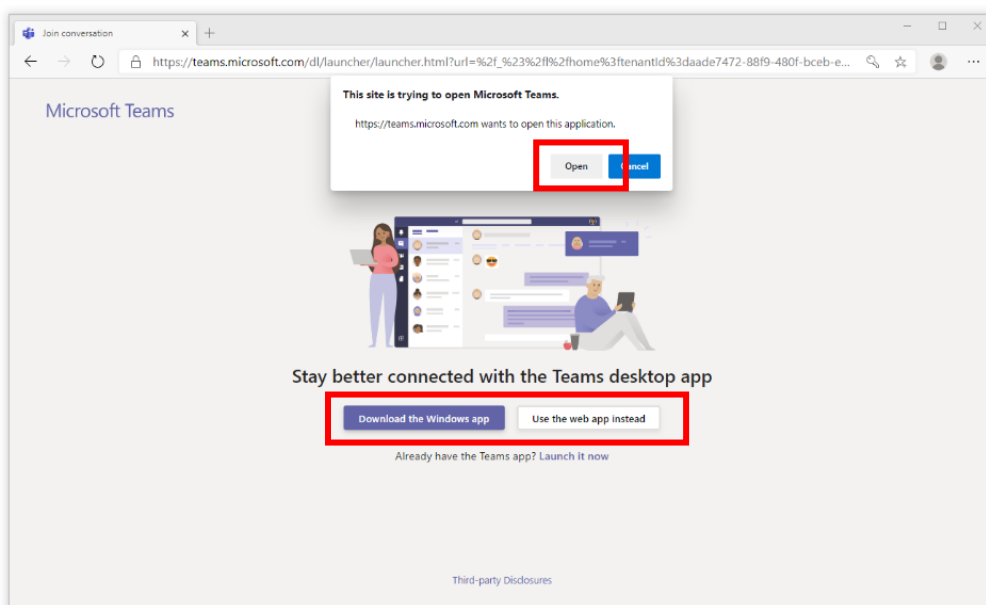 Join conversation
https://teams.microsoft.com/dl/launcher/launcher.html?url=%2f_%23%2fl%2fhome%3ftenantId%3daade7472-88f9-480f-bceb-e...
Microsoft Teams
This site is trying to open Microsoft Teams.
https://teams.microsoft.com wants to open this application.
Open Cancel
Stay better connected with the Teams desktop app
Download the Windows app Use the web app instead
Already have the Teams app? Launch it now
Third-party Disclosures